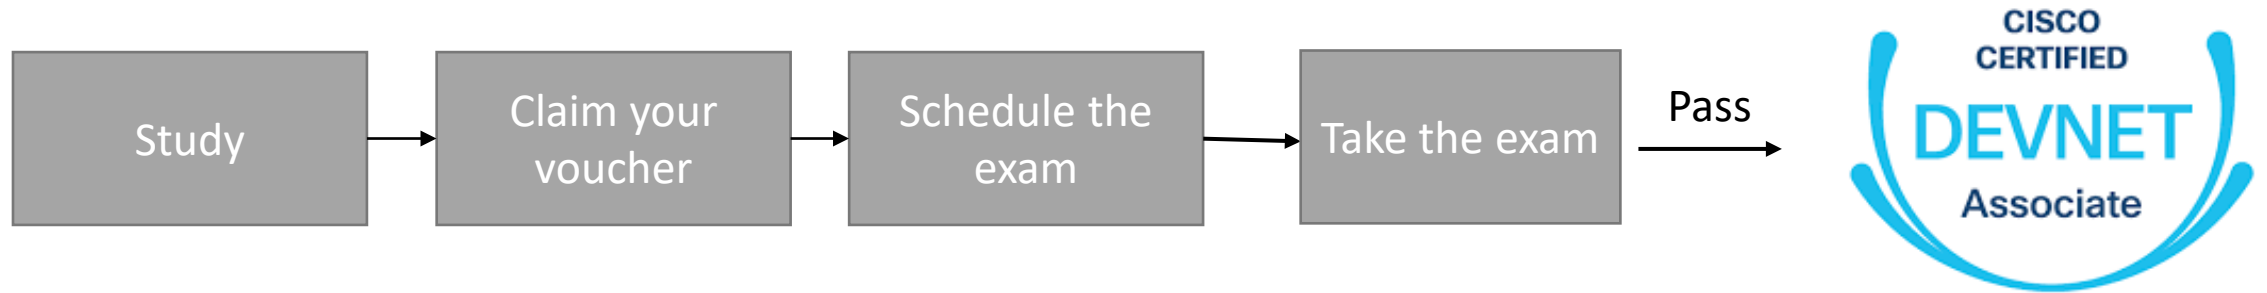 Study
Claim your
voucher
Schedule the
exam
Take the exam
Pass
CISCO
CERTIFIED
DEVNET
Associate